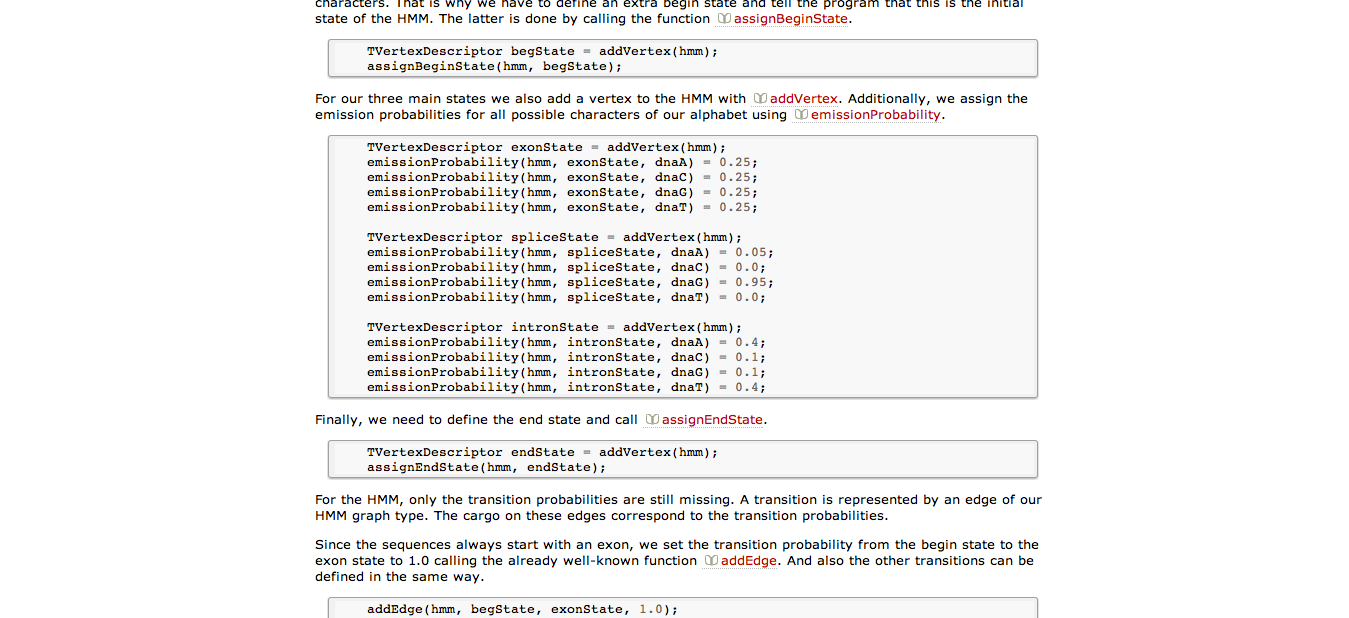 characters. That is why we have to define an extra begin state and tell the program that this is the initial
state of the HMM. The latter is done by calling the function assignBeginState.
TVertexDescriptor begState = addVertex(hmm);
assignBeginState(hmm, begState);
For our three main states we also add a vertex to the HMM with addVertex. Additionally, we assign the
emission probabilities for all possible characters of our alphabet using emissionProbability.
TVertexDescriptor exonState = addVertex(hmm);
emissionProbability(hmm, exonState, dnaA) = 0.25;
emissionProbability(hmm, exonState, dnaC) = 0.25;
emissionProbability(hmm, exonState, dnaG) = 0.25;
emissionProbability(hmm, exonState, dnaT) = 0.25;
TVertexDescriptor spliceState = addVertex(hmm);
emissionProbability(hmm, spliceState, dnaA) = 0.05;
emissionProbability(hmm, spliceState, dnaC) = 0.0;
emissionProbability(hmm, spliceState, dnaG) = 0.95;
emissionProbability(hmm, spliceState, dnaT) = 0.0;
TVertexDescriptor intronState = addVertex(hmm);
emissionProbability(hmm, intronState, dnaA) = 0.4;
emissionProbability(hmm, intronState, dnaC) = 0.1;
emissionProbability(hmm, intronState, dnaG) = 0.1;
emissionProbability(hmm, intronState, dnaT) = 0.4;
Finally, we need to define the end state and call assignEndState.
TVertexDescriptor endState = addVertex(hmm);
assignEndState(hmm, endState);
For the HMM, only the transition probabilities are still missing. A transition is represented by an edge of our
HMM graph type. The cargo on these edges correspond to the transition probabilities.
Since the sequences always start with an exon, we set the transition probability from the begin state to the
exon state to 1.0 calling the already well-known function addEdge. And also the other transitions can be
defined in the same way.
addEdge(hmm, begState, exonState, 1.0);